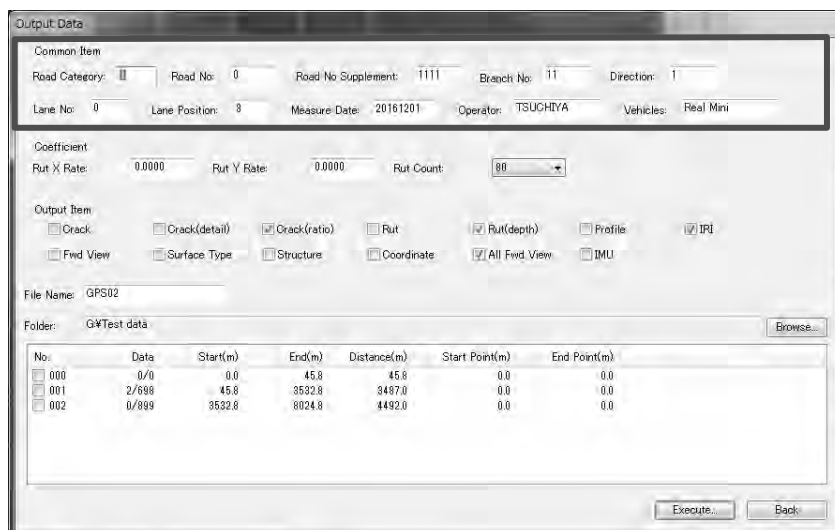 Output Data
Common Item
Road Category: Road No: 0 Road No Supplement: 1111 Branch No: 11 Direction: 1
Lane No: 0 Lane Position: 8 Measure Date: 20161201 Operator: TSUCHIYA Vehicles: Real Mini
Coefficient
Rut X Rate: 0.0000 Rut Y Rate: 0.0000 Rut Count: 80
Output Item
Crack Crack(detail) Crack(ratio) Rut Rut(depth) Profile IRI
Fwd View Surface Type Structure Coordinate All Fwd View IMU
File Name: GPS02
Folder: G:¥Test data Browse...
No. Data Start(m) End(m) Distance(m) Start Point(m) End Point(m)
000 0/0 0.0 45.8 45.8 0.0 0.0
001 2/698 45.8 3532.8 3487.0 0.0 0.0
002 0/899 3532.8 8024.8 4492.0 0.0 0.0
Execute... Back